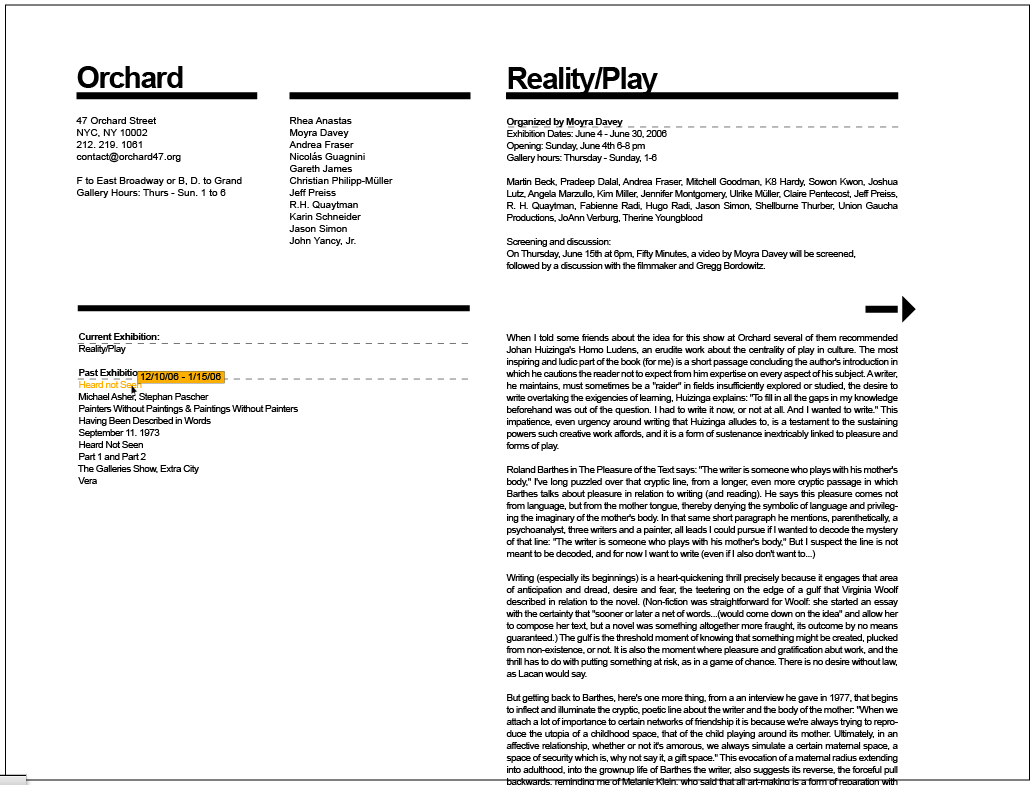 Orchard
47 Orchard Street
NYC, NY 10002
212. 219. 1061
contact@orchard47.org
F to East Broadway or B, D. to Grand
Gallery Hours: Thurs - Sun. 1 to 6
Rhea Anastas
Moyra Davey
Andrea Fraser
Nicolás Guagnini
Gareth James
Christian Philipp-Müller
Jeff Preiss
R.H. Quaytman
Karin Schneider
Jason Simon
John Yancy, Jr.
Current Exhibition:
Reality/Play
Past Exhibitio
12/10/06 - 1/15/06
Heard not Seen
Michael Asher, Stephan Pascher
Painters Without Paintings & Paintings Without Painters
Having Been Described in Words
September 11. 1973
Heard Not Seen
Part 1 and Part 2
The Galleries Show, Extra City
Vera
Reality/Play
Organized by Moyra Davey
Exhibition Dates: June 4 - June 30, 2006
Opening: Sunday, June 4th 6-8 pm
Gallery hours: Thursday - Sunday, 1-6
Martin Beck, Pradeep Dalal, Andrea Fraser, Mitchell Goodman, K8 Hardy, Sowon Kwon, Joshua
Lutz, Angela Marzullo, Kim Miller, Jennifer Montgomery, Ulrike Müller, Claire Pentecost, Jeff Preiss,
R. H. Quaytman, Fabienne Radi, Hugo Radi, Jason Simon, Shellburne Thurber, Union Gaucha
Productions, JoAnn Verburg, Therine Youngblood
Screening and discussion:
On Thursday, June 15th at 6pm, Fifty Minutes, a video by Moyra Davey will be screened,
followed by a discussion with the filmmaker and Gregg Bordowitz.
When I told some friends about the idea for this show at Orchard several of them recommended
Johan Huizinga's Homo Ludens, an erudite work about the centrality of play in culture. The most
inspiring and ludic part of the book (for me) is a short passage concluding the author's introduction in
which he cautions the reader not to expect from him expertise on every aspect of his subject. A writer,
he maintains, must sometimes be a "raider" in fields insufficiently explored or studied, the desire to
write overtaking the exigencies of learning, Huizinga explains: "To fill in all the gaps in my knowledge
beforehand was out of the question. I had to write it now, or not at all. And I wanted to write." This
impatience, even urgency around writing that Huizinga alludes to, is a testament to the sustaining
powers such creative work affords, and it is a form of sustenance inextricably linked to pleasure and
forms of play.
Roland Barthes in The Pleasure of the Text says: "The writer is someone who plays with his mother's
body," I've long puzzled over that cryptic line, from a longer, even more cryptic passage in which
Barthes talks about pleasure in relation to writing (and reading). He says this pleasure comes not
from language, but from the mother tongue, thereby denying the symbolic of language and privileg-
ing the imaginary of the mother's body. In that same short paragraph he mentions, parenthetically, a
psychoanalyst, three writers and a painter, all leads I could pursue if I wanted to decode the mystery
of that line: "The writer is someone who plays with his mother's body," But I suspect the line is not
meant to be decoded, and for now I want to write (even if I also don't want to...)
Writing (especially its beginnings) is a heart-quickening thrill precisely because it engages that area
of anticipation and dread, desire and fear, the teetering on the edge of a gulf that Virginia Woolf
described in relation to the novel. (Non-fiction was straightforward for Woolf: she started an essay
with the certainty that "sooner or later a net of words...(would come down on the idea" and allow her
to compose her text, but a novel was something altogether more fraught, its outcome by no means
guaranteed.) The gulf is the threshold moment of knowing that something might be created, plucked
from non-existence, or not. It is also the moment where pleasure and gratification abut work, and the
thrill has to do with putting something at risk, as in a game of chance. There is no desire without law,
as Lacan would say.
But getting back to Barthes, here's one more thing, from a an interview he gave in 1977, that begins
to inflect and illuminate the cryptic, poetic line about the writer and the body of the mother: "When we
attach a lot of importance to certain networks of friendship it is because we're always trying to repro-
duce the utopia of a childhood space, that of the child playing around its mother. Ultimately, in an
affective relationship, whether or not it's amorous, we always simulate a certain maternal space, a
space of security which is, why not say it, a gift space." This evocation of a maternal radius extending
into adulthood, into the grownup life of Barthes the writer, also suggests its reverse, the forceful pull
backwards, reminding me of Melanie Klein, who said that all art-making is a form of reparation with